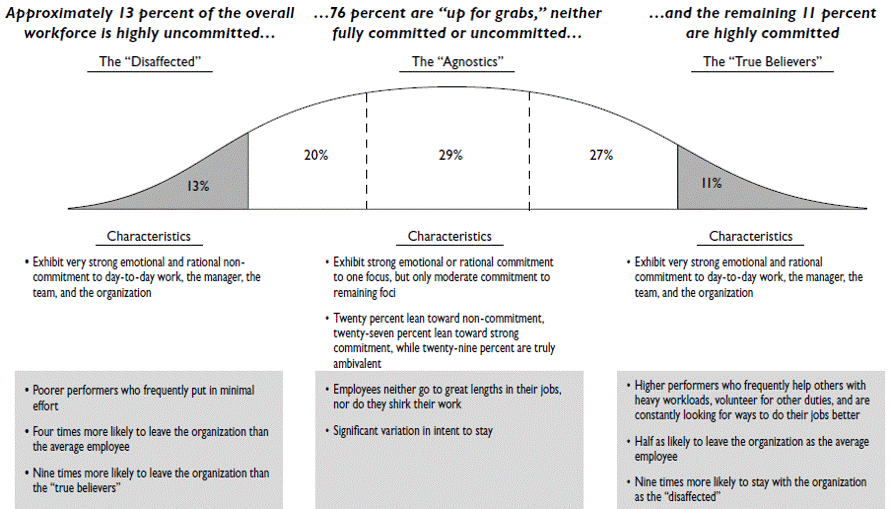 Approximately 13 percent of the overall
workforce is highly uncommitted…
…76 percent are “up for grabs,” neither
fully committed or uncommitted…
…and the remaining 11 percent
are highly committed
The “Disaffected”
The “Agnostics”
The “True Believers”
13%
20%
29%
27%
11%
Characteristics
• Exhibit very strong emotional and rational non-
commitment to day-to-day work, the manager, the
team, and the organization
• Poorer performers who frequently put in minimal
effort
• Four times more likely to leave the organization than
the average employee
• Nine times more likely to leave the organization than
the “true believers”
Characteristics
• Exhibit strong emotional or rational commitment
to one focus, but only moderate commitment to
remaining foci
• Twenty percent lean toward non-commitment,
twenty-seven percent lean toward strong
commitment, while twenty-nine percent are truly
ambivalent
• Employees neither go to great lengths in their jobs,
nor do they shirk their work
• Significant variation in intent to stay
Characteristics
• Exhibit very strong emotional and rational
commitment to day-to-day work, the manager, the
team, and the organization
• Higher performers who frequently help others with
heavy workloads, volunteer for other duties, and are
constantly looking for ways to do their jobs better
• Half as likely to leave the organization as the average
employee
• Nine times more likely to stay with the organization
as the “disaffected”